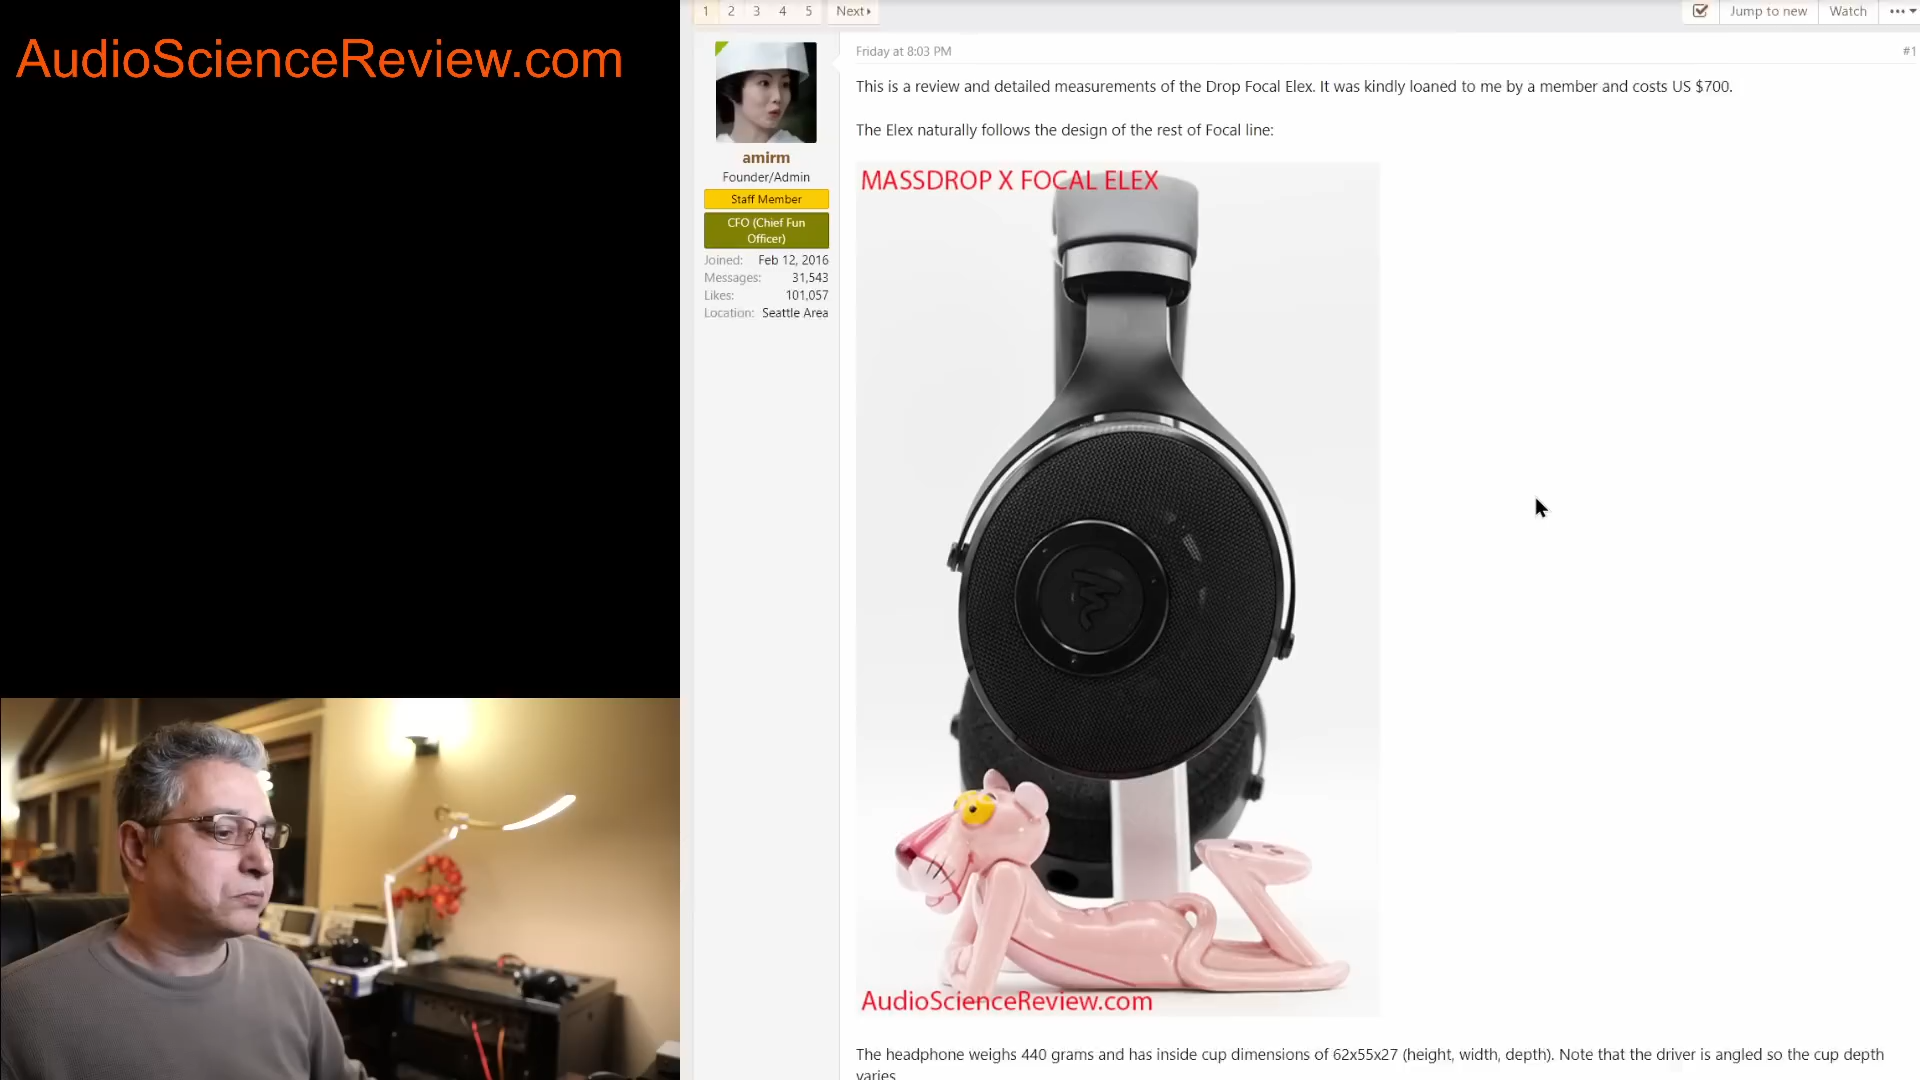 AudioScienceReview.com
1 2 3 4 5 Next
Jump to new Watch
amirm
Founder/Admin
Staff Member
CFO (Chief Fun
Officer)
Joined: Feb 12, 2016
Messages: 31,543
Likes: 101,057
Location: Seattle Area
Friday at 8:03 PM #1
This is a review and detailed measurements of the Drop Focal Elex. It was kindly loaned to me by a member and costs US $700.
The Elex naturally follows the design of the rest of Focal line:
MASSDROP X FOCAL ELEX
AudioScienceReview.com
The headphone weighs 440 grams and has inside cup dimensions of 62x55x27 (height, width, depth). Note that the driver is angled so the cup depth
varies